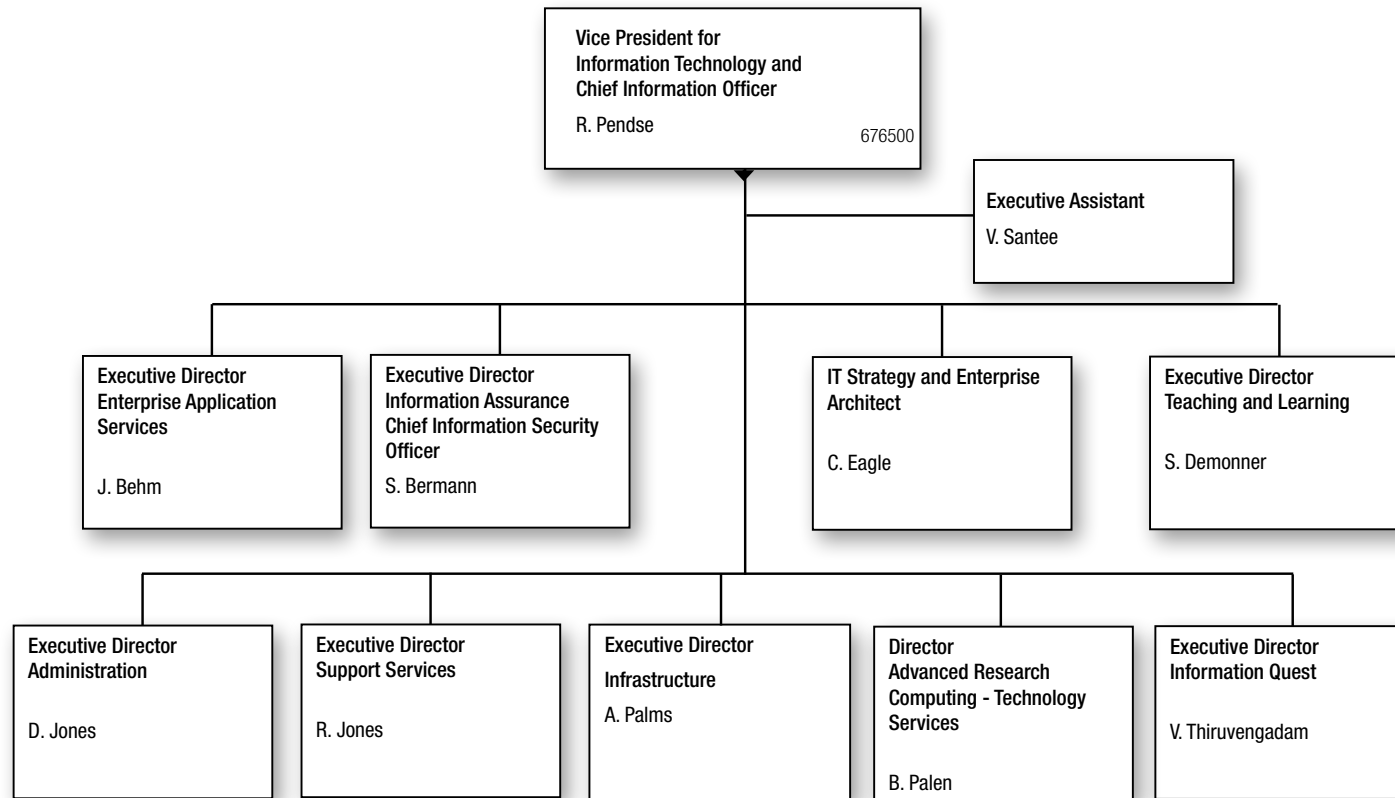 Vice President for
Information Technology and
Chief Information Officer
R. Pendse
676500
Executive Assistant
V. Santee
Executive Director
Enterprise Application
Services
J. Behm
Executive Director
Information Assurance
Chief Information Security
Officer
S. Bermann
IT Strategy and Enterprise
Architect
C. Eagle
Executive Director
Teaching and Learning
S. Demonner
Executive Director
Administration
D. Jones
Executive Director
Support Services
R. Jones
Executive Director
Infrastructure
A. Palms
Director
Advanced Research
Computing - Technology
Services
B. Palen
Executive Director
Information Quest
V. Thiruvengadam